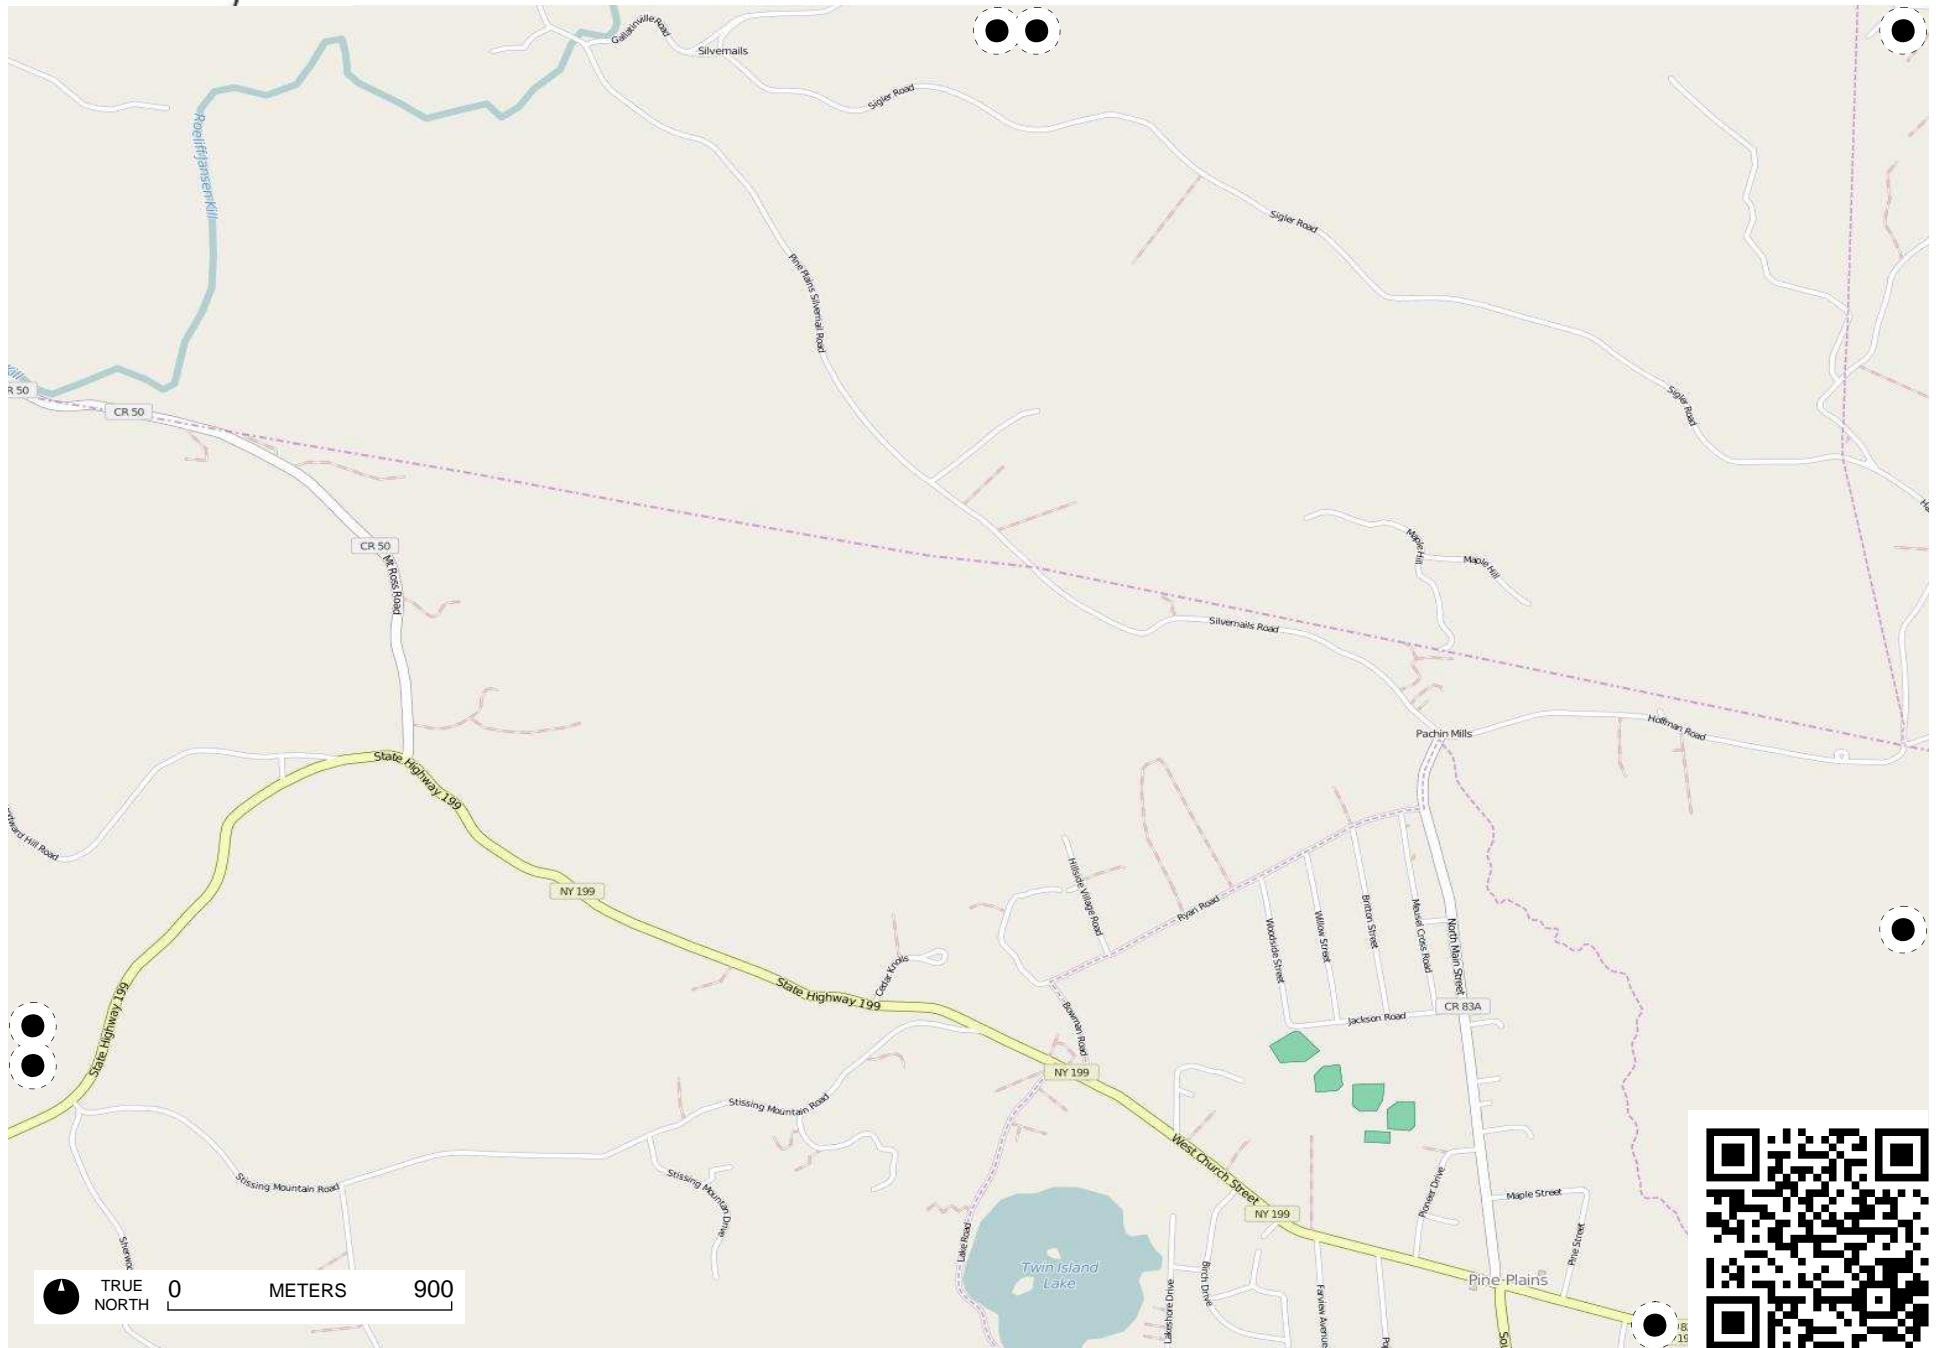 Gallatinville Road
Silvernails
Sigler Road
Roeliff Jansen Kill
Sigler Road
Pine Plains Silvernail Road
Kill
R 50
CR 50
Sigler Road
CR 50
Mt Ross Road
Maple Hill
Maple Hill
Silvernails Road
Pachin Mills
Hoffman Road
State Highway 199
Hill Road
NY 199
Hillside Village Road
Ryan Road
Woodside Street
Willow Street
Britton Street
Meusel Cross Road
North Main Street
Cedar Knolls
State Highway 199
State Highway 199
Bowman Road
Jackson Road
CR 83A
NY 199
Stissing Mountain Road
West Church Street
Stissing Mountain Road
Stissing Mountan Drive
NY 199
Pioneer Drive
Maple Street
Pine Street
Lake Road
Twin Island
Lake
Lakeshore Drive
Birch Drive
Fairview Avenue
Pine Plains
TRUE
NORTH
0 METERS 900